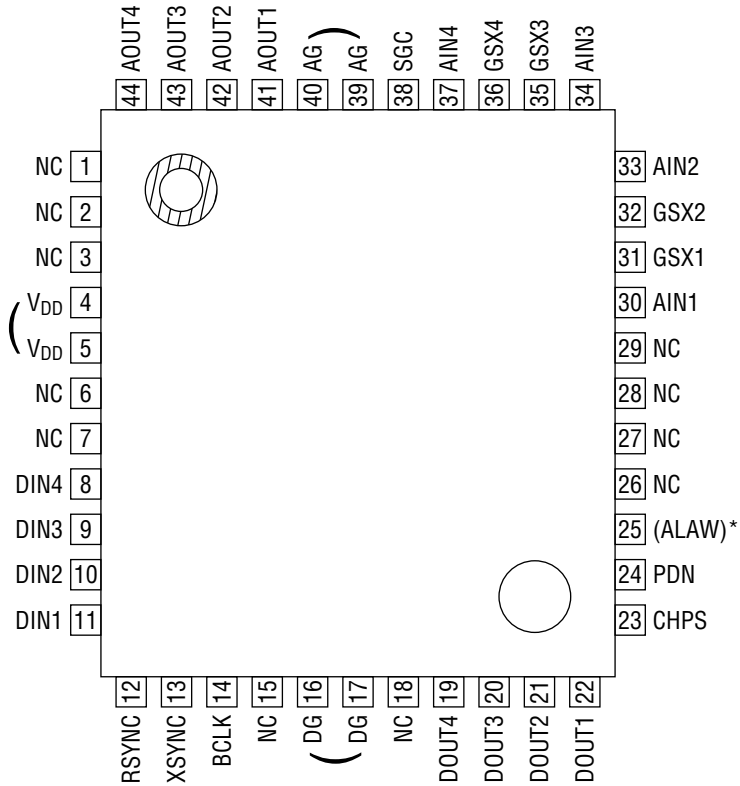 44 AOUT4
43 AOUT3
42 AOUT2
41 AOUT1
40 AG
39 AG
38 SGC
37 AIN4
36 GSX4
35 GSX3
34 AIN3
NC 1
NC 2
NC 3
VDD 4
VDD 5
NC 6
NC 7
DIN4 8
DIN3 9
DIN2 10
DIN1 11
33 AIN2
32 GSX2
31 GSX1
30 AIN1
29 NC
28 NC
27 NC
26 NC
25 (ALAW)*
24 PDN
23 CHPS
RSYNC 12
XSYNC 13
BCLK 14
NC 15
DG 16
DG 17
NC 18
DOUT4 19
DOUT3 20
DOUT2 21
DOUT1 22